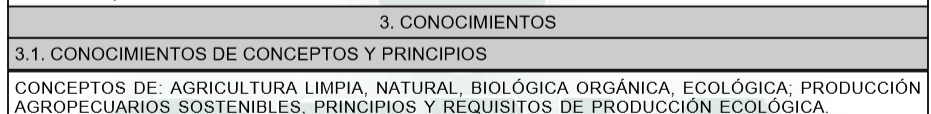 3. CONOCIMIENTOS
3.1. CONOCIMIENTOS DE CONCEPTOS Y PRINCIPIOS
CONCEPTOS DE: AGRICULTURA LIMPIA, NATURAL, BIOLÓGICA ORGÁNICA, ECOLÓGICA; PRODUCCIÓN
AGROPECUARIOS SOSTENIBLES, PRINCIPIOS Y REQUISITOS DE PRODUCCIÓN ECOLÓGICA.